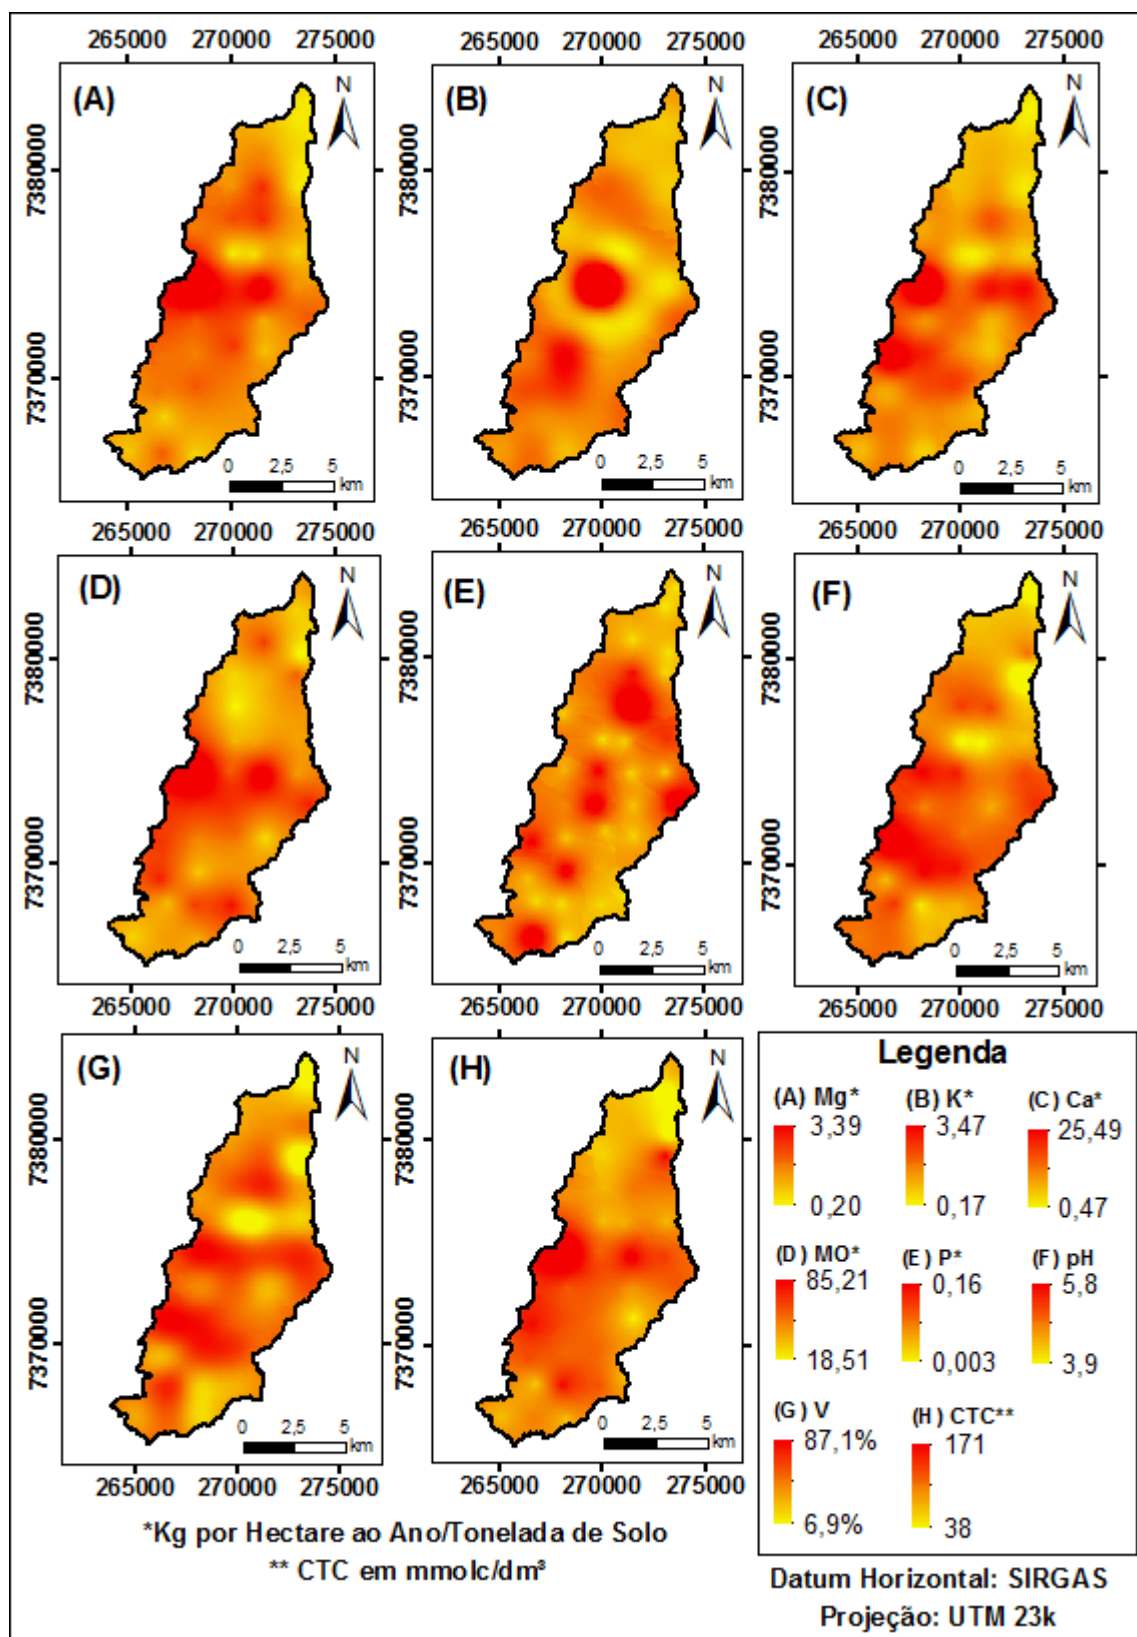 265000 270000 275000
265000 270000 275000
265000 270000 275000
(A)
N
7380000
7370000
0 2,5 5
km
(B)
N
7380000
7370000
0 2,5 5
km
(C)
N
7380000
7370000
0 2,5 5
km
265000 270000 275000
265000 270000 275000
265000 270000 275000
(D)
N
7380000
7370000
0 2,5 5
km
(E)
N
7380000
7370000
0 2,5 5
km
(F)
N
7380000
7370000
0 2,5 5
km
265000 270000 275000
265000 270000 275000
265000 270000 275000
(G)
N
7380000
7370000
0 2,5 5
km
(H)
N
7380000
7370000
0 2,5 5
km
265000 270000 275000
265000 270000 275000
Legenda
(A) Mg*
3,39
0,20
(B) K*
3,47
0,17
(C) Ca*
25,49
0,47
(D) MO*
85,21
18,51
(E) P*
0,16
0,003
(F) pH
5,8
3,9
(G) V
87,1%
6,9%
(H) CTC**
171
38
*Kg por Hectare ao Ano/Tonelada de Solo
** CTC em mmolc/dm³
Datum Horizontal: SIRGAS
Projeção: UTM 23k